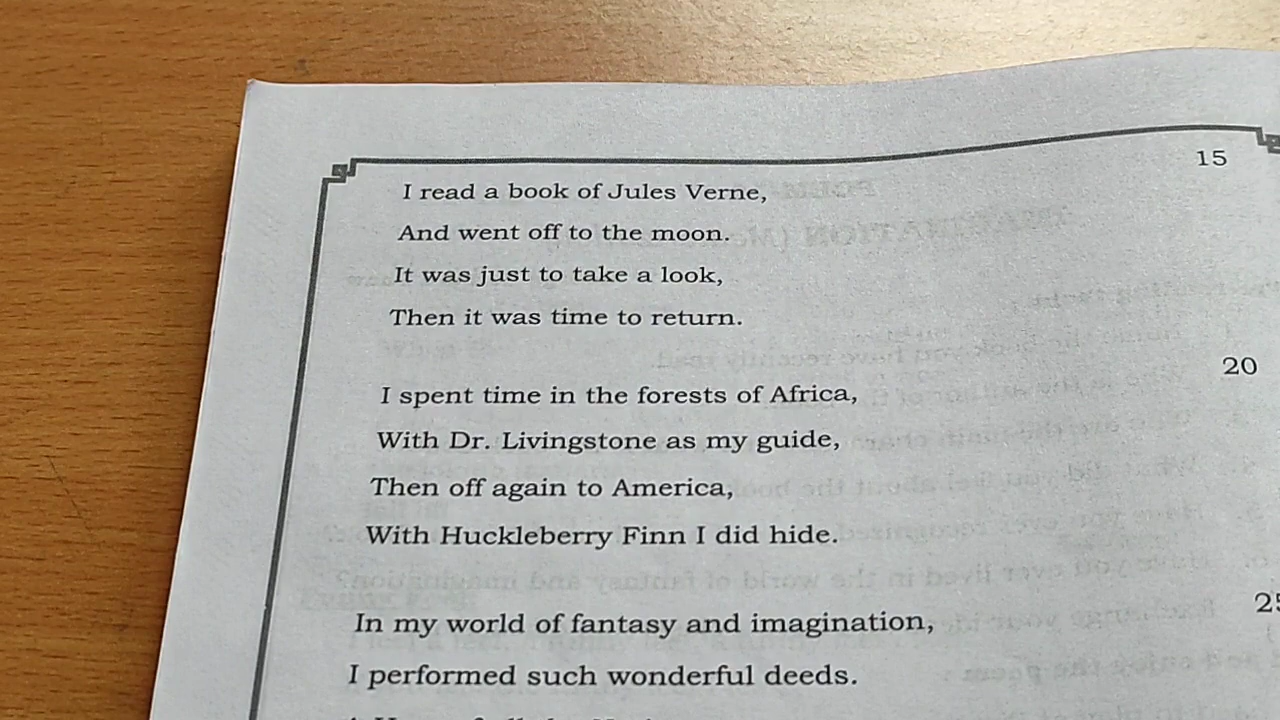 15
I read a book of Jules Verne,
And went off to the moon.
It was just to take a look,
Then it was time to return.
20
I spent time in the forests of Africa,
With Dr. Livingstone as my guide,
Then off again to America,
With Huckleberry Finn I did hide.
In my world of fantasy and imagination,
I performed such wonderful deeds.